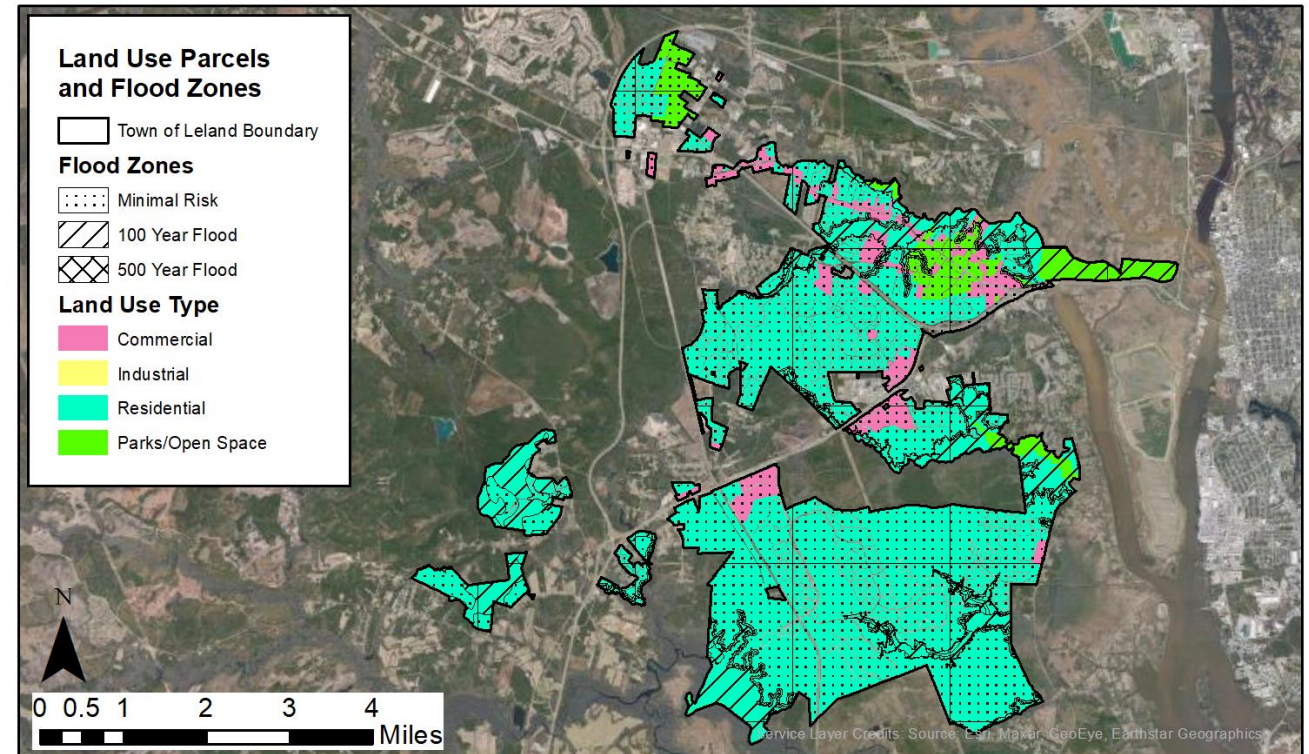 Land Use Parcels
and Flood Zones
Town of Leland Boundary
Flood Zones
Minimal Risk
100 Year Flood
500 Year Flood
Land Use Type
Commercial
Industrial
Residential
Parks/Open Space
N
0 0.5 1 2 3 4
Miles
Service Layer Credits: Source: Esri, Maxar, GeoEye, Earthstar Geographics